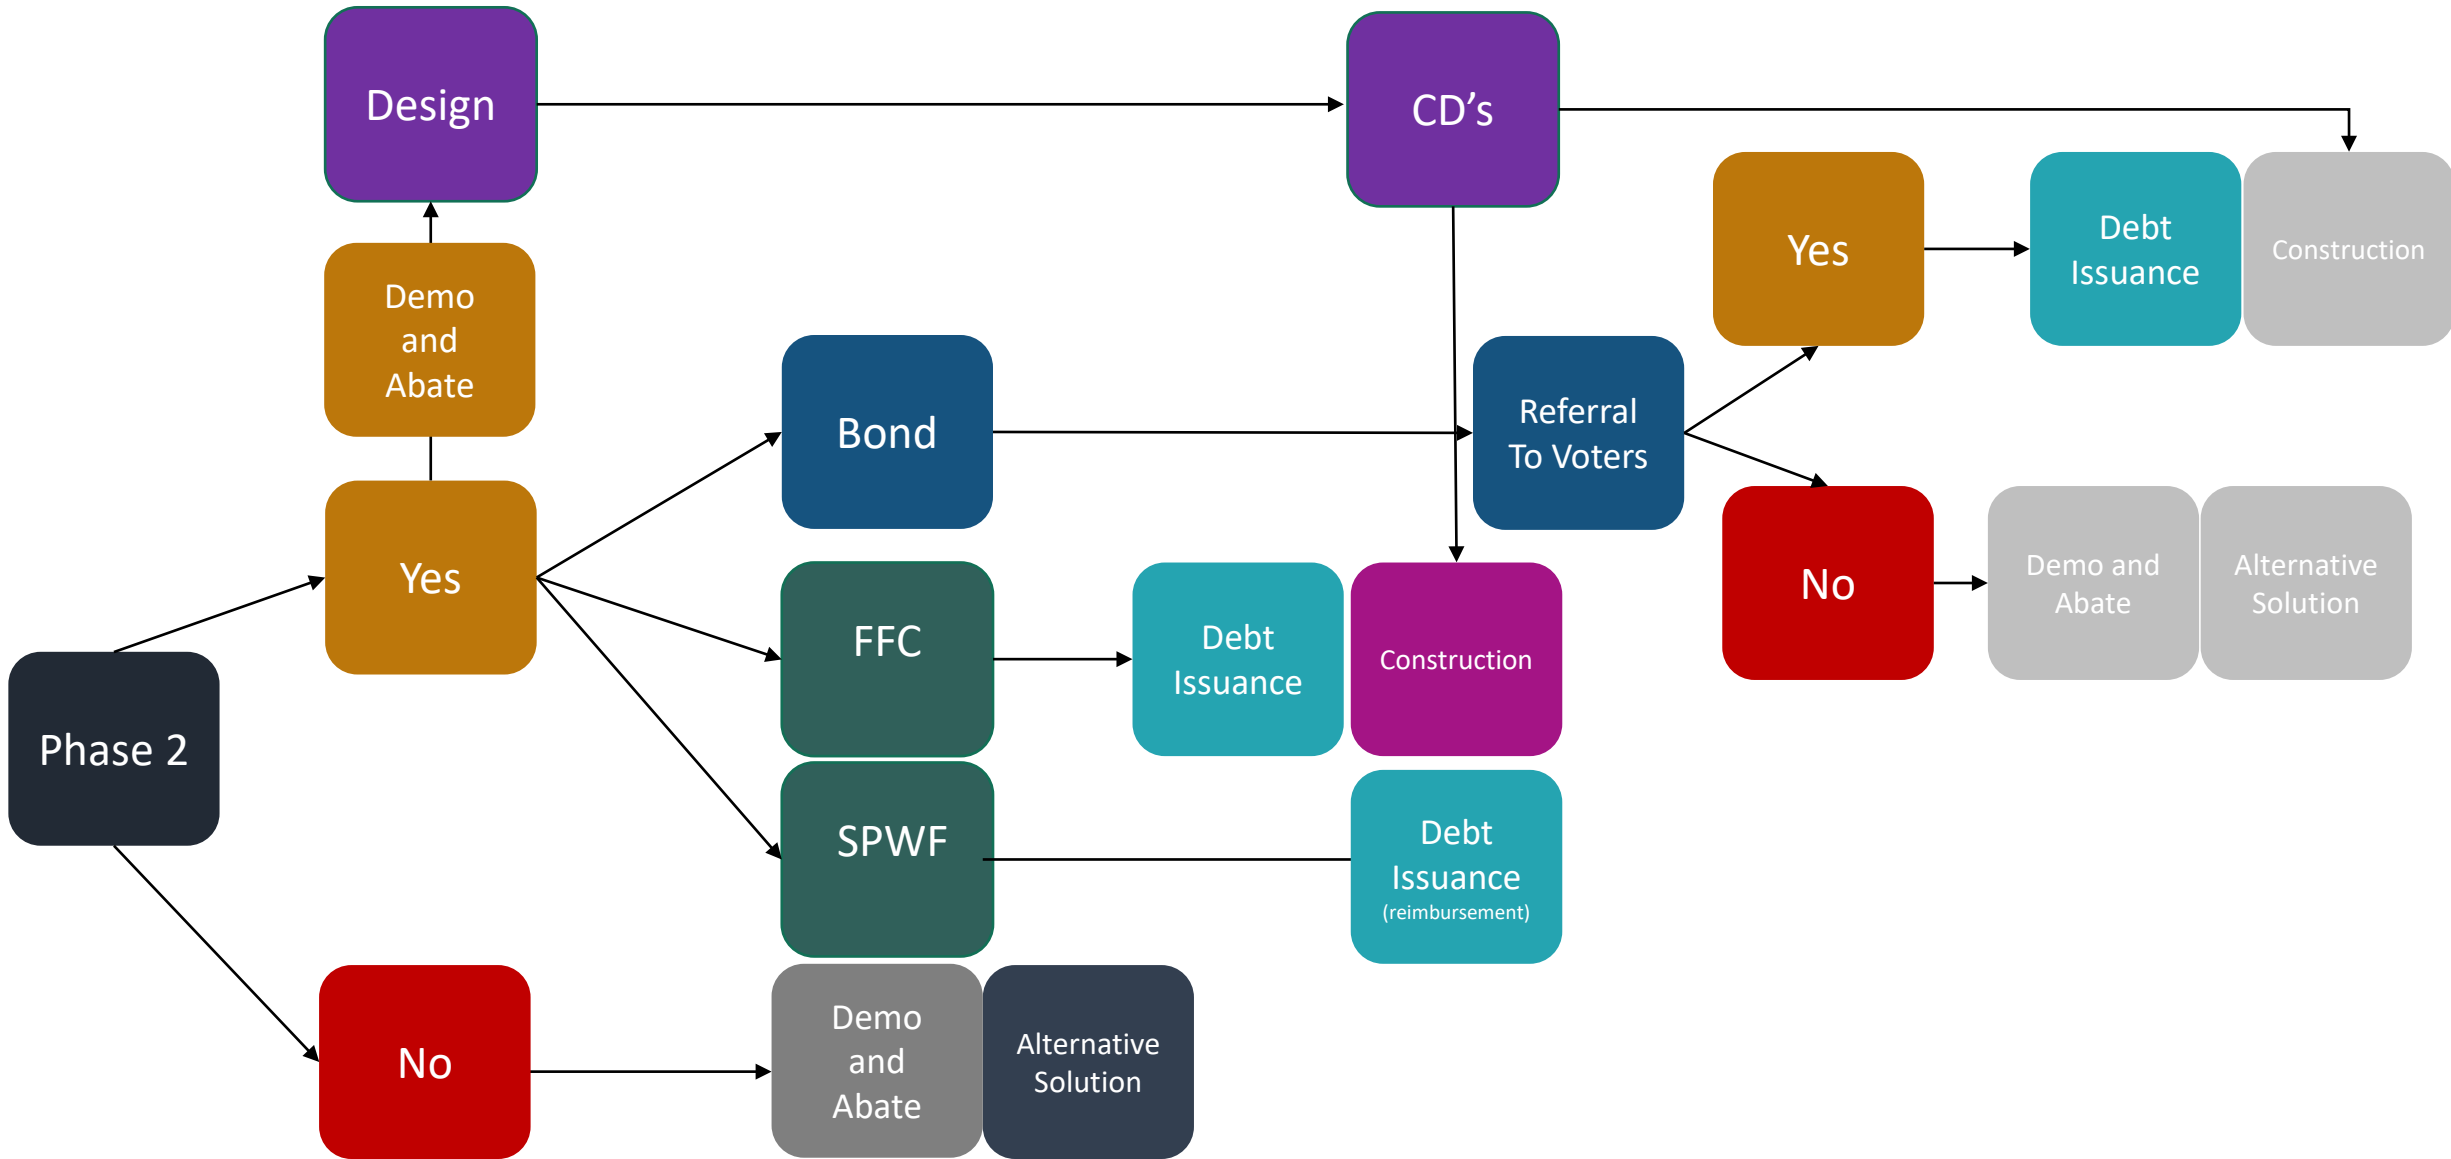 Design
CD’s
Demo
and
Abate
Yes
Debt
Issuance
Construction
Bond
Referral
To Voters
Yes
FFC
Debt
Issuance
Construction
No
Demo and
Abate
Alternative
Solution
Phase 2
SPWF
Debt
Issuance
(reimbursement)
No
Demo
and
Abate
Alternative
Solution